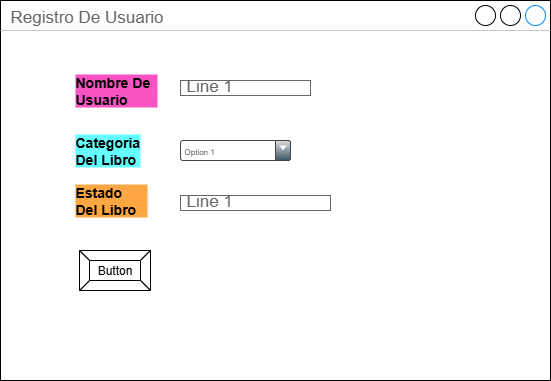 Registro De Usuario
Nombre De
Usuario
Line 1
Categoria
Del Libro
Option 1
Estado
Del Libro
Line 1
Button